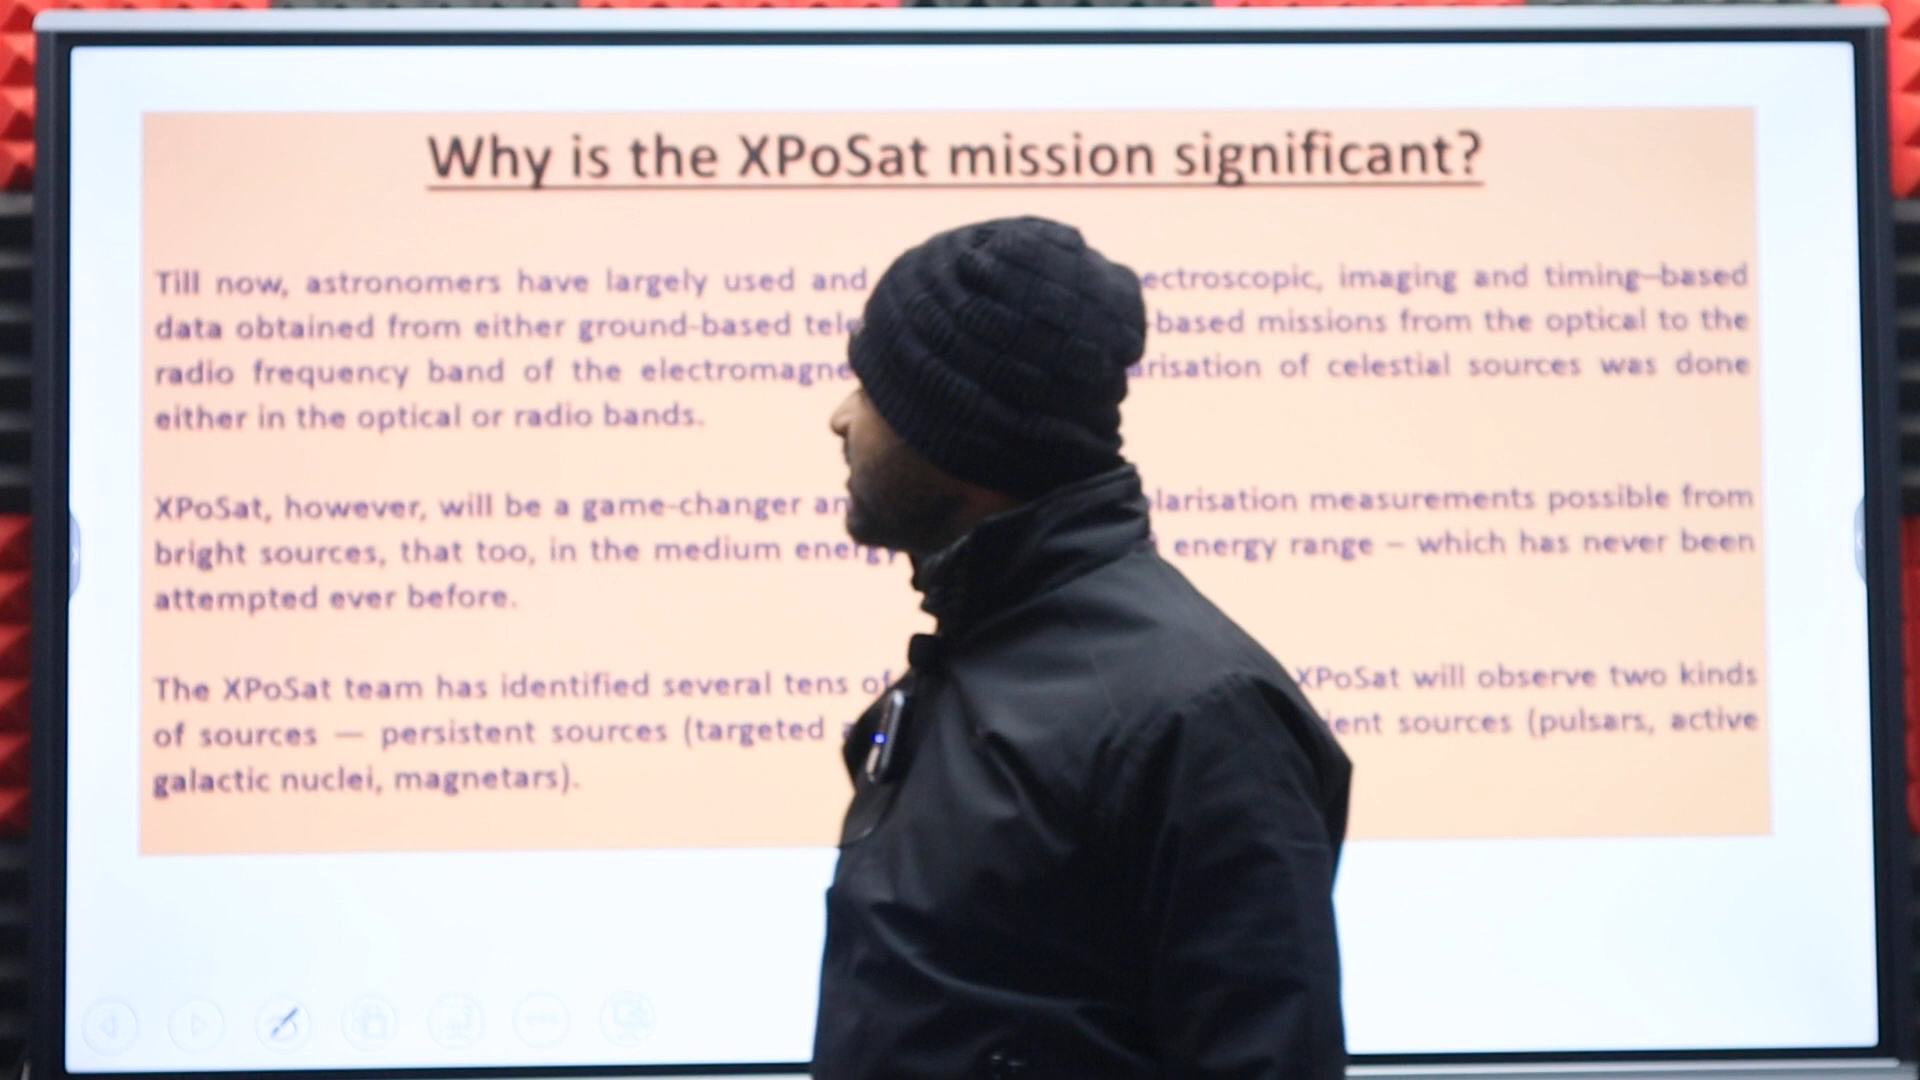 Why is the XPoSat mission significant?
Till now, astronomers have largely used and ectroscopic, imaging and timing–based
data obtained from either ground-based tele -based missions from the optical to the
radio frequency band of the electromagne arisation of celestial sources was done
either in the optical or radio bands.
XPoSat, however, will be a game-changer an larisation measurements possible from
bright sources, that too, in the medium energy energy range – which has never been
attempted ever before.
The XPoSat team has identified several tens of XPoSat will observe two kinds
of sources — persistent sources (targeted ient sources (pulsars, active
galactic nuclei, magnetars).